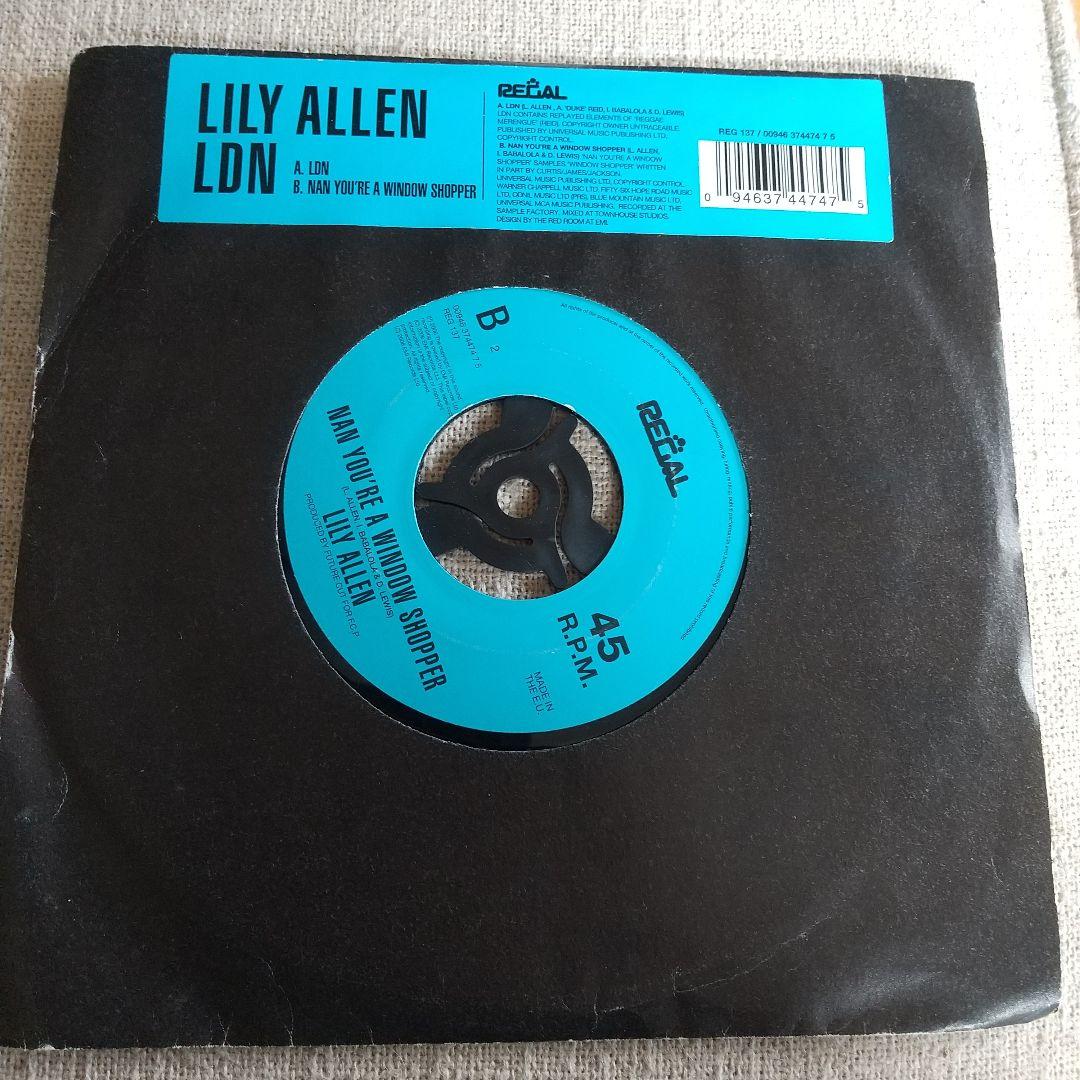 LILY ALLEN
LDN
A. LDN
B. NAN YOU'RE A WINDOW SHOPPER
REGAL
A. LDN (L. ALLEN , A. 'DUKE' REID, I. BABALOLA & D. LEWIS)
LDN CONTAINS REPLAYED ELEMENTS OF 'REGGAE
MERENGUE' (REID). COPYRIGHT OWNER UNTRACEABLE.
PUBLISHED BY UNIVERSAL MUSIC PUBLISHING LTD,
COPYRIGHT CONTROL.
B. NAN YOU'RE A WINDOW SHOPPER (L. ALLEN,
I. BABALOLA & D. LEWIS) 'NAN YOU'RE A WINDOW
SHOPPER' SAMPLES 'WINDOW SHOPPER' WRITTEN
IN PART BY CURTIS/JAMES/JACKSON.
UNIVERSAL MUSIC PUBLISHING LTD, COPYRIGHT CONTROL,
WARNER CHAPPELL MUSIC LTD, FIFTY-SIX HOPE ROAD MUSIC
LTD, ODNIL MUSIC LTD (PRS), BLUE MOUNTAIN MUSIC LTD,
UNIVERSAL MCA MUSIC PUBLISHING. RECORDED AT THE
SAMPLE FACTORY. MIXED AT TOWNHOUSE STUDIOS.
DESIGN BY THE RED ROOM AT EMI.
REG 137 / 00946 374474 7 5
0 94637 44747 5
B
2
00946 374474 7 5
REG 137
REGAL
45
R.P.M.
MADE IN
THE E.U.
NAN YOU'RE A WINDOW SHOPPER
(L. ALLEN, I. BABALOLA & D. LEWIS)
LILY ALLEN
PRODUCED BY FUTURE CUT FOR F.C.P.